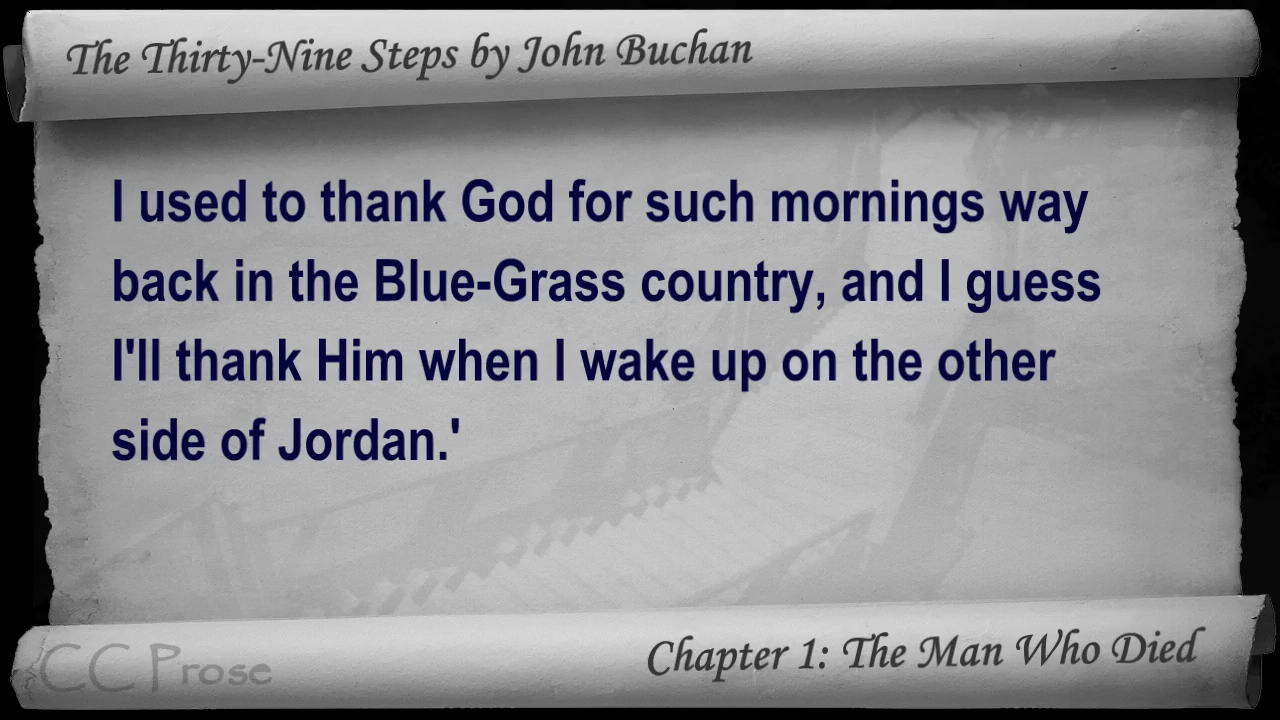 The Thirty-Nine Steps by John Buchan
I used to thank God for such mornings way
back in the Blue-Grass country, and I guess
I'll thank Him when I wake up on the other
side of Jordan.'
CC Prose
Chapter 1: The Man Who Died